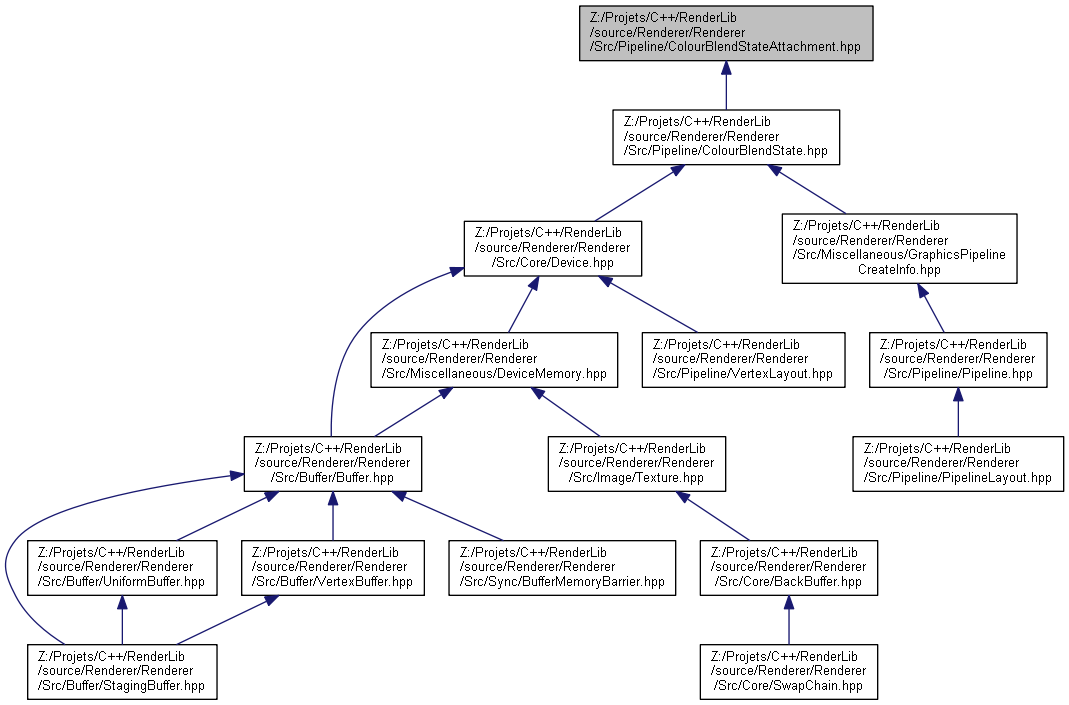 Z:/Projets/C++/RenderLib
/source/Renderer/Renderer
/Src/Pipeline/ColourBlendStateAttachment.hpp
Z:/Projets/C++/RenderLib
/source/Renderer/Renderer
/Src/Pipeline/ColourBlendState.hpp
Z:/Projets/C++/RenderLib
/source/Renderer/Renderer
/Src/Core/Device.hpp
Z:/Projets/C++/RenderLib
/source/Renderer/Renderer
/Src/Miscellaneous/GraphicsPipeline
CreateInfo.hpp
Z:/Projets/C++/RenderLib
/source/Renderer/Renderer
/Src/Miscellaneous/DeviceMemory.hpp
Z:/Projets/C++/RenderLib
/source/Renderer/Renderer
/Src/Pipeline/VertexLayout.hpp
Z:/Projets/C++/RenderLib
/source/Renderer/Renderer
/Src/Pipeline/Pipeline.hpp
Z:/Projets/C++/RenderLib
/source/Renderer/Renderer
/Src/Buffer/Buffer.hpp
Z:/Projets/C++/RenderLib
/source/Renderer/Renderer
/Src/Image/Texture.hpp
Z:/Projets/C++/RenderLib
/source/Renderer/Renderer
/Src/Pipeline/PipelineLayout.hpp
Z:/Projets/C++/RenderLib
/source/Renderer/Renderer
/Src/Buffer/UniformBuffer.hpp
Z:/Projets/C++/RenderLib
/source/Renderer/Renderer
/Src/Buffer/VertexBuffer.hpp
Z:/Projets/C++/RenderLib
/source/Renderer/Renderer
/Src/Sync/BufferMemoryBarrier.hpp
Z:/Projets/C++/RenderLib
/source/Renderer/Renderer
/Src/Core/BackBuffer.hpp
Z:/Projets/C++/RenderLib
/source/Renderer/Renderer
/Src/Buffer/StagingBuffer.hpp
Z:/Projets/C++/RenderLib
/source/Renderer/Renderer
/Src/Core/SwapChain.hpp